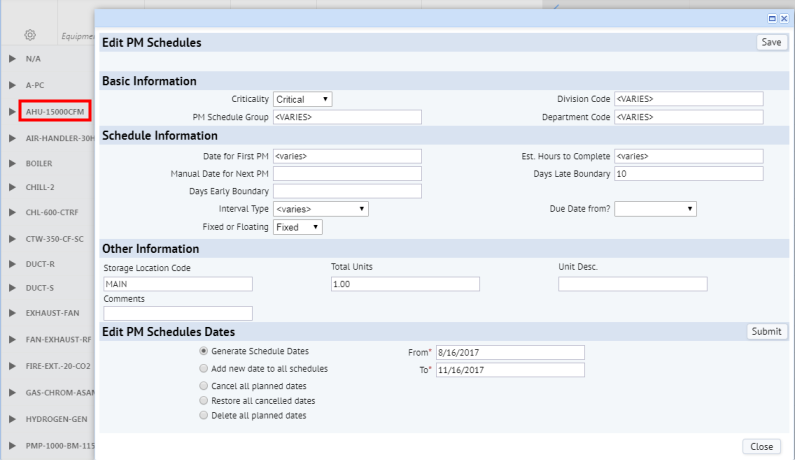 Equipmen
N/A
A-PC
AHU-15000CFM
AIR-HANDLER-30H
BOILER
CHILL-2
CHL-600-CTRF
CTW-350-CF-SC
DUCT-R
DUCT-S
EXHAUST-FAN
FAN-EXHAUST-RF
FIRE-EXT.-20-CO2
GAS-CHROM-ASAM
HYDROGEN-GEN
PMP-1000-BM-115
Edit PM Schedules Save
Basic Information
Criticality Critical Division Code <VARIES>
PM Schedule Group <VARIES> Department Code <VARIES>
Schedule Information
Date for First PM <varies> Est. Hours to Complete <varies>
Manual Date for Next PM Days Late Boundary 10
Days Early Boundary
Interval Type <varies> Due Date from?
Fixed or Floating Fixed
Other Information
Storage Location Code Total Units Unit Desc.
MAIN 1.00
Comments
Edit PM Schedules Dates Submit
Generate Schedule Dates From* 8/16/2017
Add new date to all schedules To* 11/16/2017
Cancel all planned dates
Restore all cancelled dates
Delete all planned dates
Close